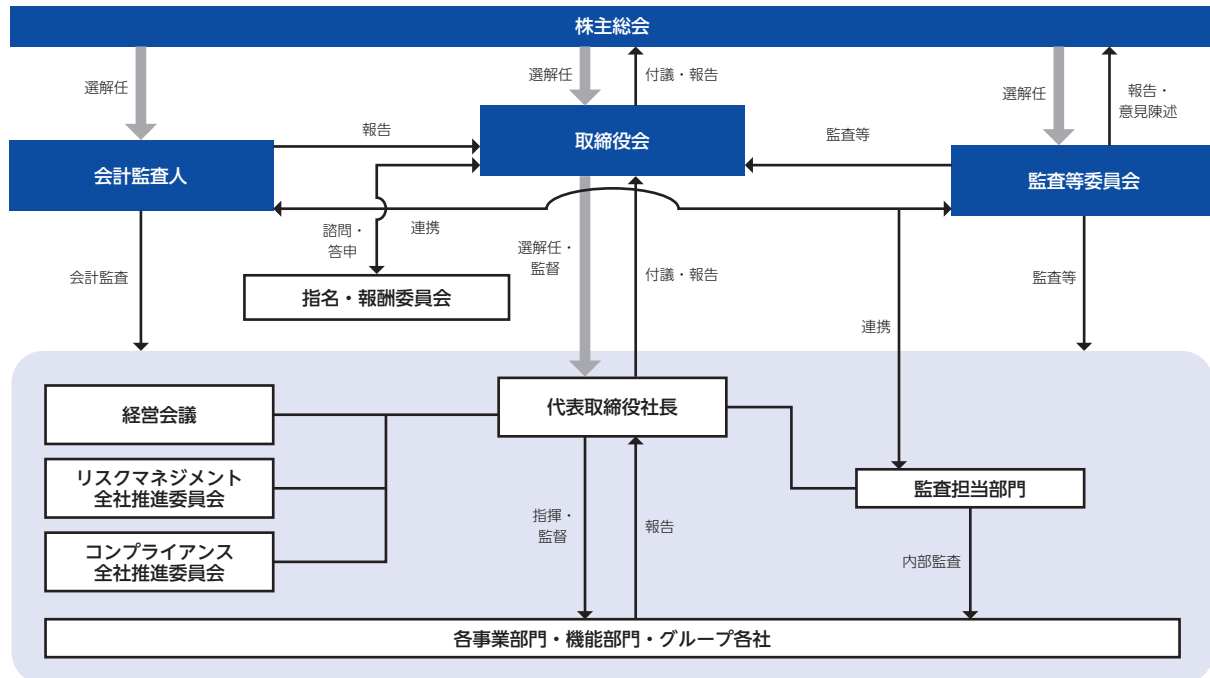 株主総会
選解任
選解任
付議・報告
選解任
報告・
意見陳述
報告
取締役会
監査等
会計監査人
監査等委員会
諮問・
答申
連携
選解任・
監督
付議・報告
会計監査
監査等
指名・報酬委員会
連携
代表取締役社長
経営会議
リスクマネジメント
全社推進委員会
監査担当部門
指揮・
監督
報告
コンプライアンス
全社推進委員会
内部監査
各事業部門・機能部門・グループ各社